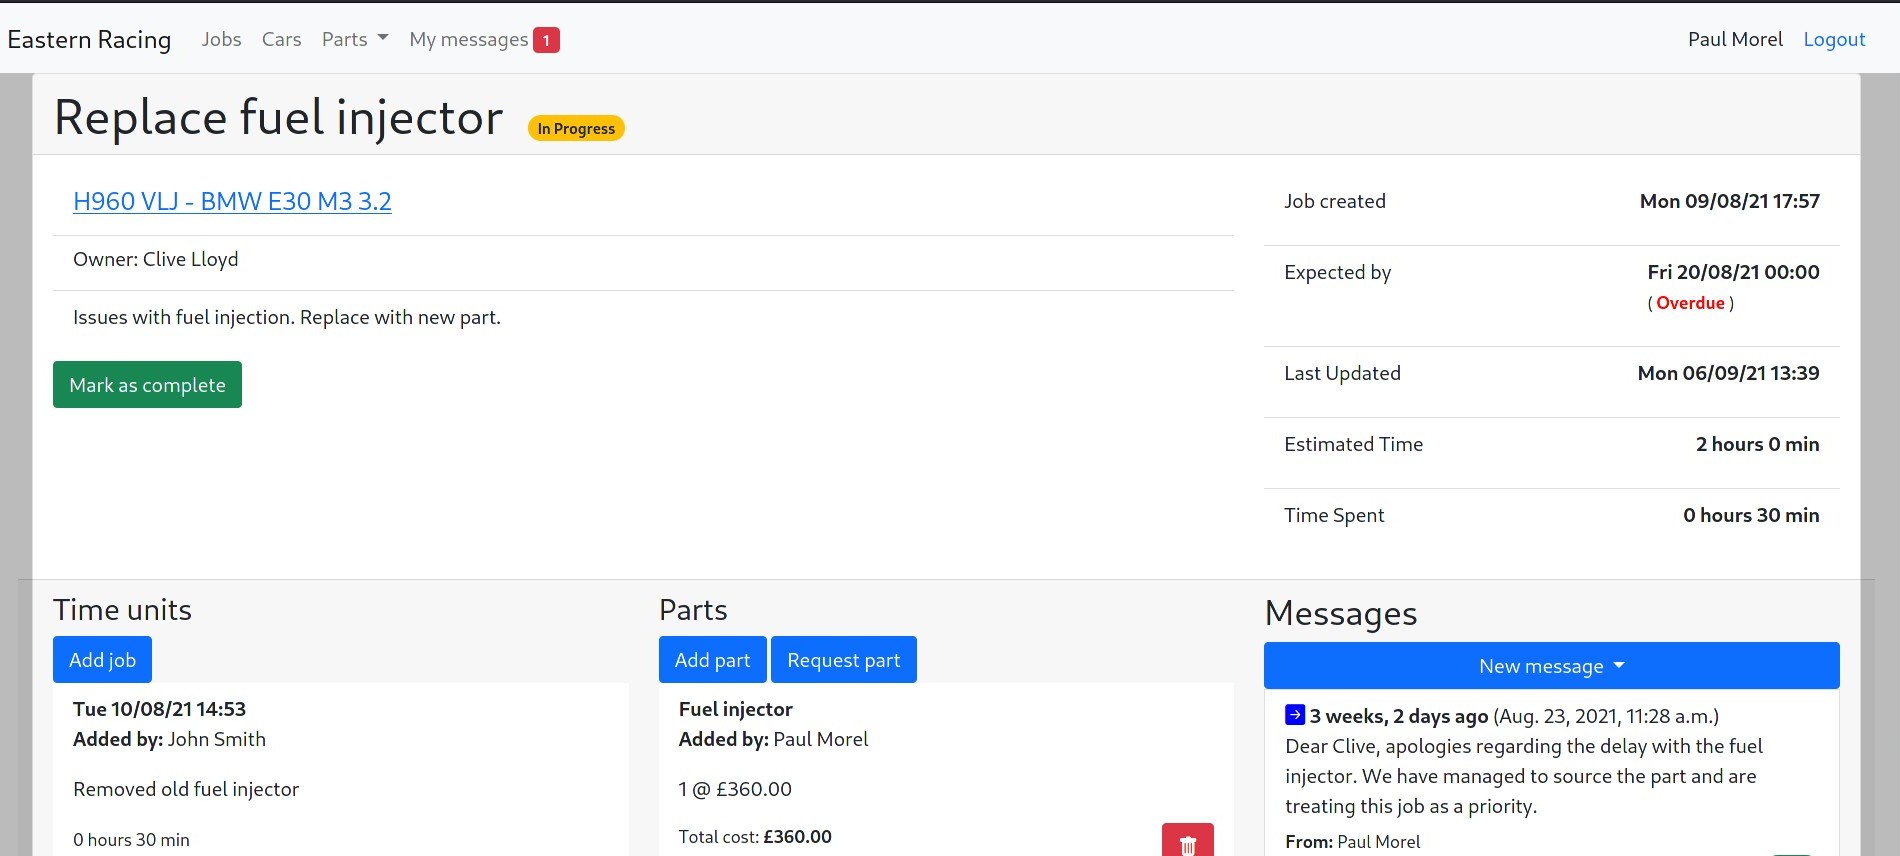 Eastern Racing Jobs Cars Parts My messages 1 Paul Morel Logout
Replace fuel injector In Progress
H960 VLJ - BMW E30 M3 3.2
Owner: Clive Lloyd
Issues with fuel injection. Replace with new part.
Mark as complete
Job created Mon 09/08/21 17:57
Expected by Fri 20/08/21 00:00
( Overdue )
Last Updated Mon 06/09/21 13:39
Estimated Time 2 hours 0 min
Time Spent 0 hours 30 min
Time units
Add job
Tue 10/08/21 14:53
Added by: John Smith
Removed old fuel injector
0 hours 30 min
Parts
Add part Request part
Fuel injector
Added by: Paul Morel
1 @ £360.00
Total cost: £360.00
Messages
New message
3 weeks, 2 days ago (Aug. 23, 2021, 11:28 a.m.)
Dear Clive, apologies regarding the delay with the fuel
injector. We have managed to source the part and are
treating this job as a priority.
From: Paul Morel